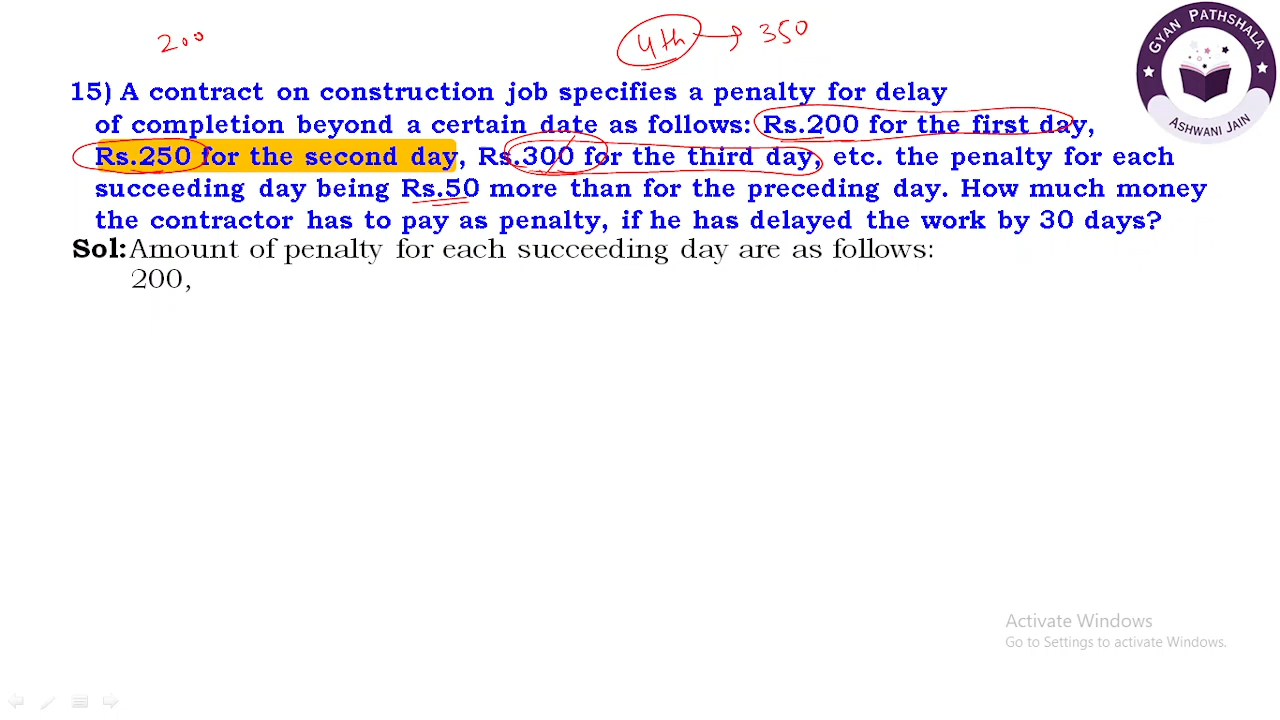 200
4th → 350
GYAN PATHSHALA
ASHWANI JAIN
15) A contract on construction job specifies a penalty for delay
of completion beyond a certain date as follows: Rs.200 for the first day,
Rs.250 for the second day, Rs.300 for the third day, etc. the penalty for each
succeeding day being Rs.50 more than for the preceding day. How much money
the contractor has to pay as penalty, if he has delayed the work by 30 days?
Sol:Amount of penalty for each succeeding day are as follows:
200,
Activate Windows
Go to Settings to activate Windows.